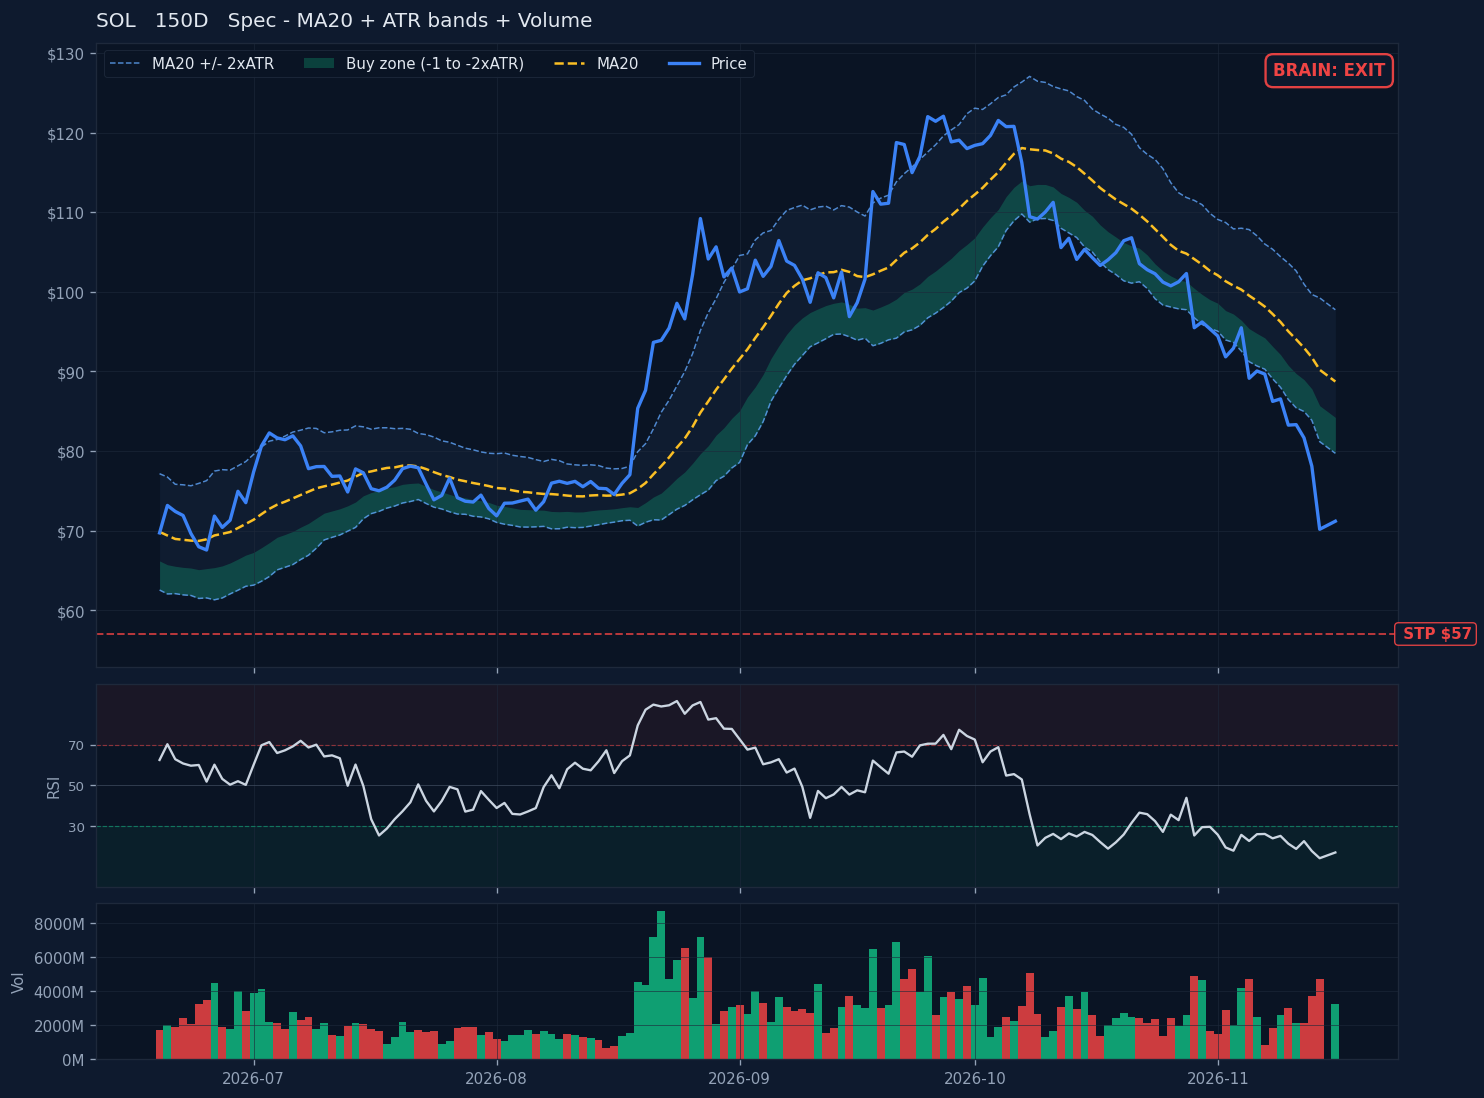 SOL   150D   Spec - MA20 + ATR bands + Volume
MA20 +/- 2xATR
Buy zone (-1 to -2xATR)
MA20
Price
BRAIN: EXIT
$130
$120
$110
$100
$90
$80
$70
$60
STP $57
RSI
70
50
30
Vol
8000M
6000M
4000M
2000M
0M
2026-07
2026-08
2026-09
2026-10
2026-11